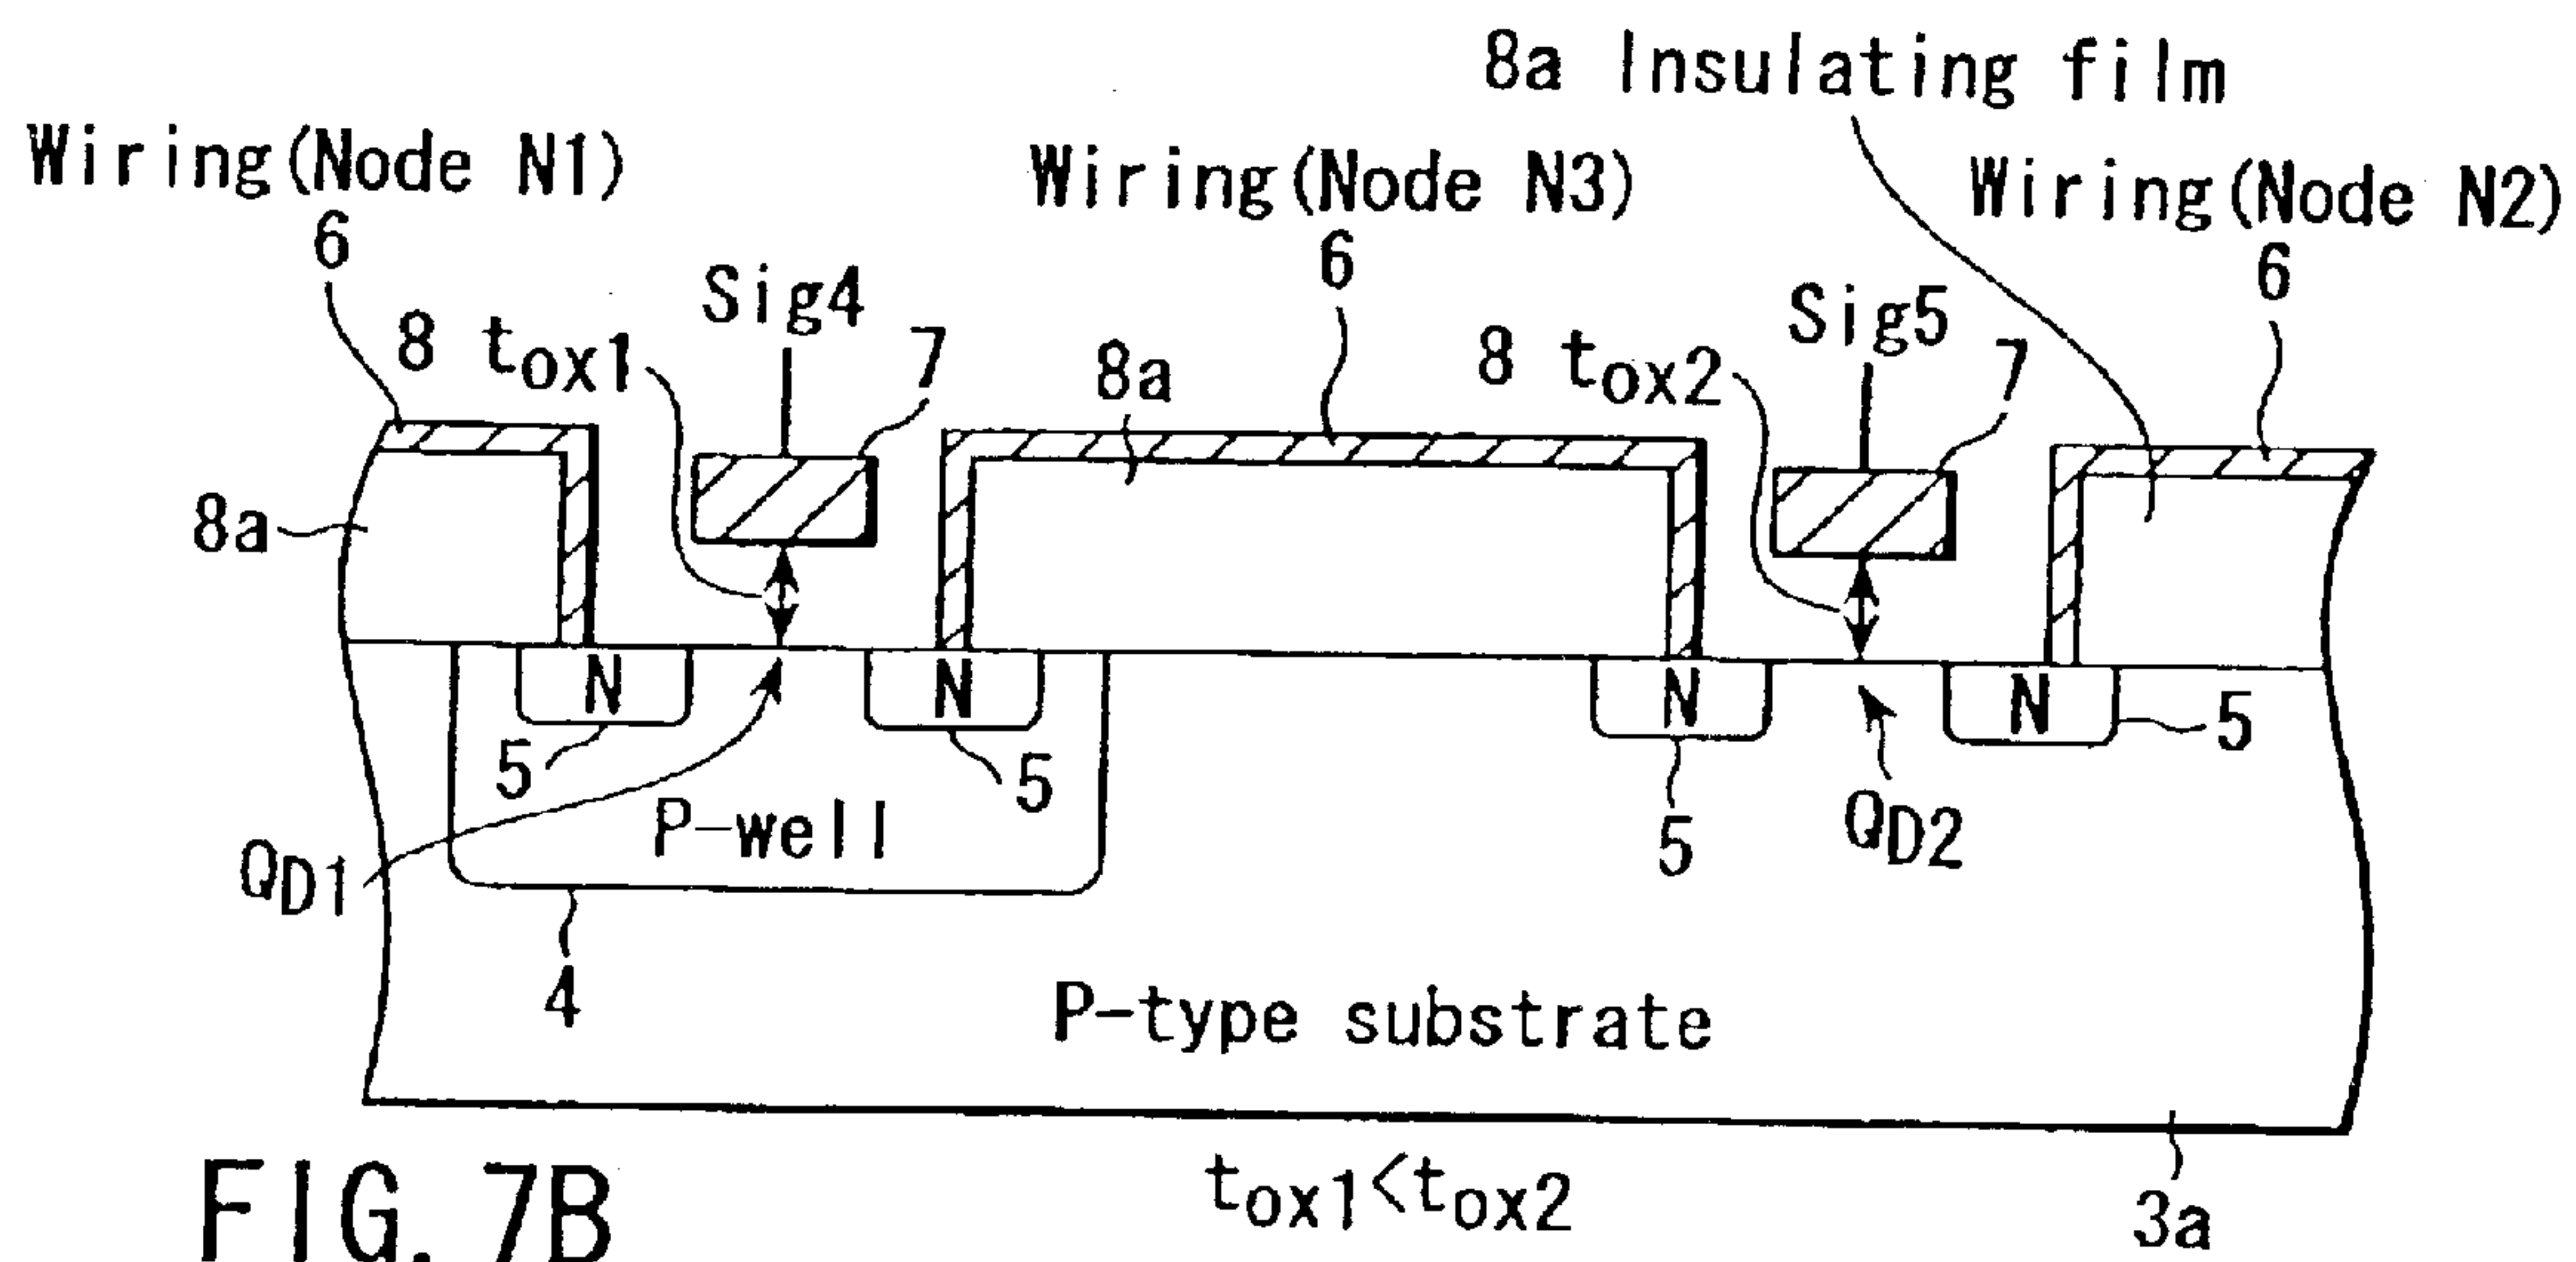 8a Insulating film
Wiring(Node N1)
Wiring(Node N3)
Wiring(Node N2)
6
6
6
Sig4
Sig5
8 tox1
7
8a
8 tox2
7
8a
N
N
N
N
5
5
5
5
P-well
QD1
QD2
4
P-type substrate
tox1<tox2
3a
FIG. 7B